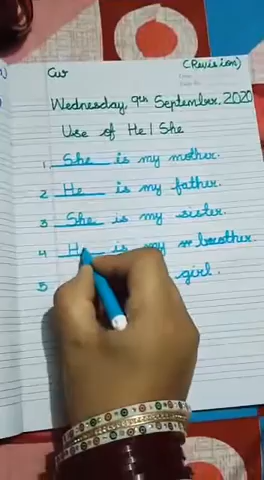 CW (Revision)
Wednesday, 9th September, 2020
Use of He / She
1. She is my mother.
2 He is my father.
3 She is my sister.
4 H is my brother.
5 girl.